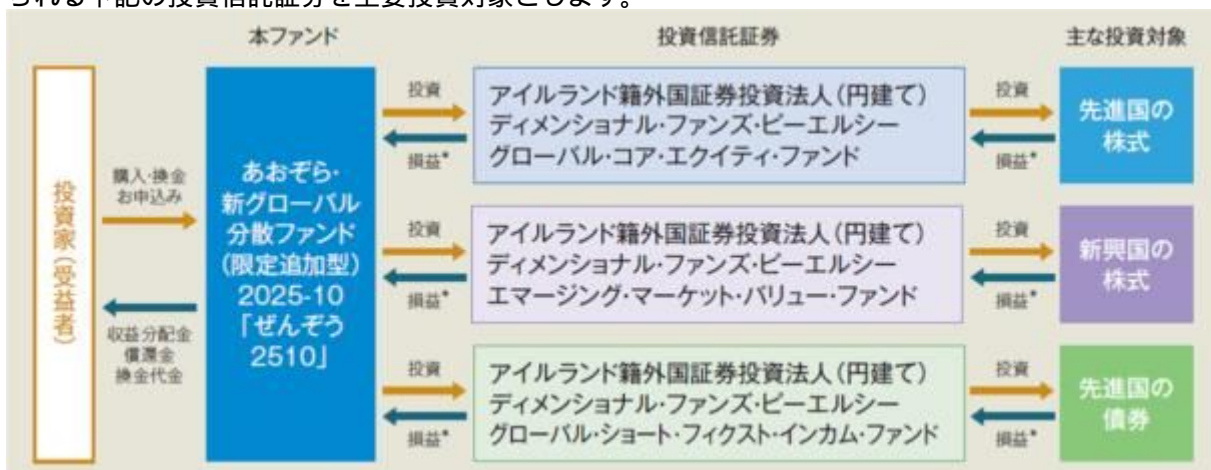 られる下記の投資信託証券を主要投資対象とします。
本ファンド
投資信託証券
主な投資対象
投資家(受益者)
購入・換金
お申込み
収益分配金
償還金
換金代金
あおぞら・
新グローバル
分散ファンド
(限定追加型)
2025-10
「ぜんぞう
2510」
投資
損益*
アイルランド籍外国証券投資法人(円建て)
ディメンショナル・ファンズ・ピーエルシー
グローバル・コア・エクイティ・ファンド
投資
損益*
先進国の
株式
投資
損益*
アイルランド籍外国証券投資法人(円建て)
ディメンショナル・ファンズ・ピーエルシー
エマージング・マーケット・バリュー・ファンド
投資
損益*
新興国の
株式
投資
損益*
アイルランド籍外国証券投資法人(円建て)
ディメンショナル・ファンズ・ピーエルシー
グローバル・ショート・フィクスト・インカム・ファンド
投資
損益*
先進国の
債券